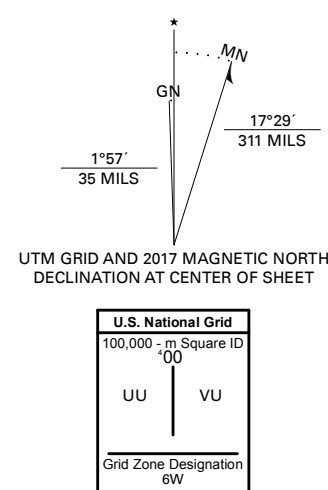 ★
MN
GN
17°29´
311 MILS
1°57´
35 MILS
UTM GRID AND 2017 MAGNETIC NORTH
DECLINATION AT CENTER OF SHEET
U.S. National Grid
100,000 - m Square ID
⁴00
UU VU
Grid Zone Designation
6W